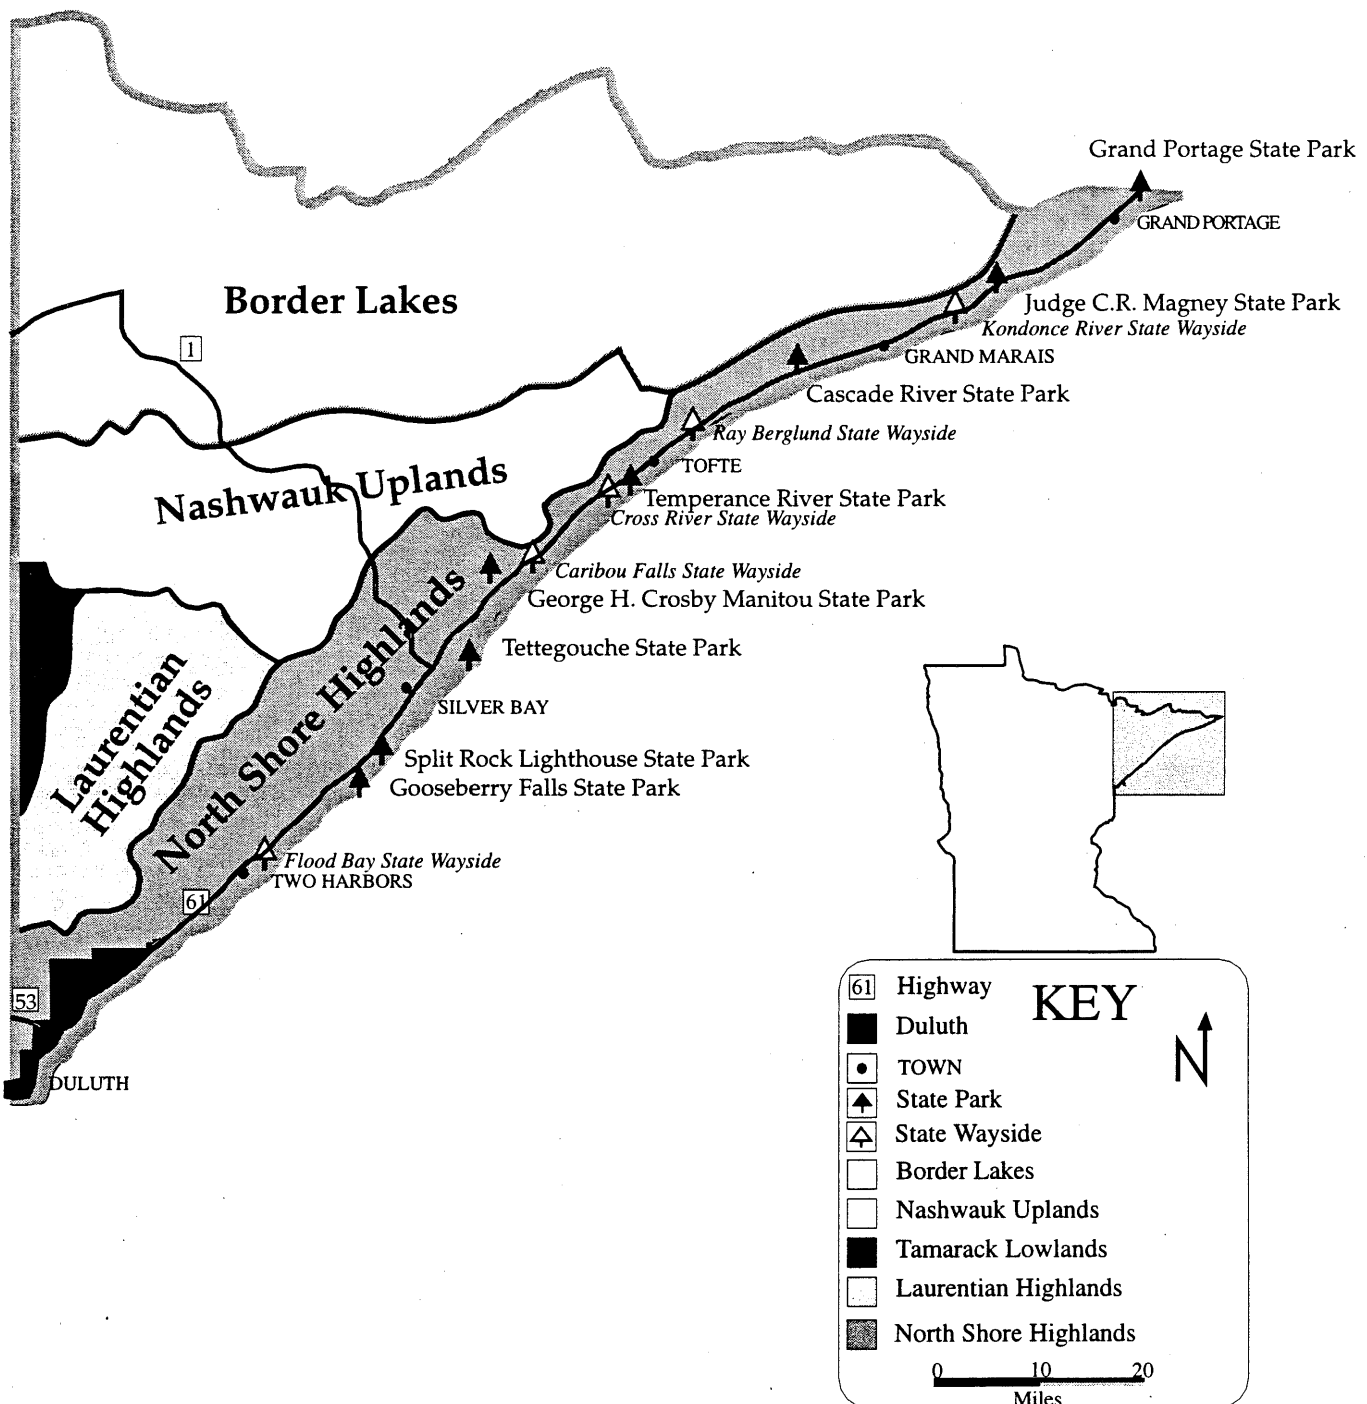 Grand Portage State Park
GRAND PORTAGE
Border Lakes
Judge C.R. Magney State Park
Kondonce River State Wayside
1
GRAND MARAIS
Cascade River State Park
Ray Berglund State Wayside
TOFTE
Nashwauk Uplands
Temperance River State Park
Cross River State Wayside
Caribou Falls State Wayside
George H. Crosby Manitou State Park
Tettegouche State Park
Laurentian
Highlands
North Shore Highlands
SILVER BAY
Split Rock Lighthouse State Park
Gooseberry Falls State Park
Flood Bay State Wayside
TWO HARBORS
61
53
DULUTH
KEY
N
61 Highway
Duluth
TOWN
State Park
State Wayside
Border Lakes
Nashwauk Uplands
Tamarack Lowlands
Laurentian Highlands
North Shore Highlands
0 10 20
Miles